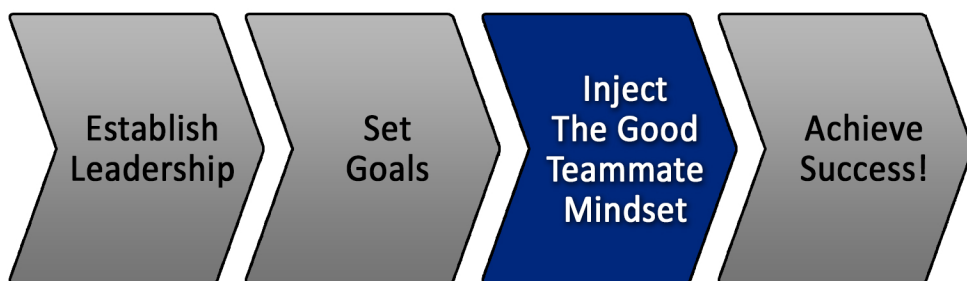 Establish
Leadership
Set
Goals
Inject
The Good
Teammate
Mindset
Achieve
Success!